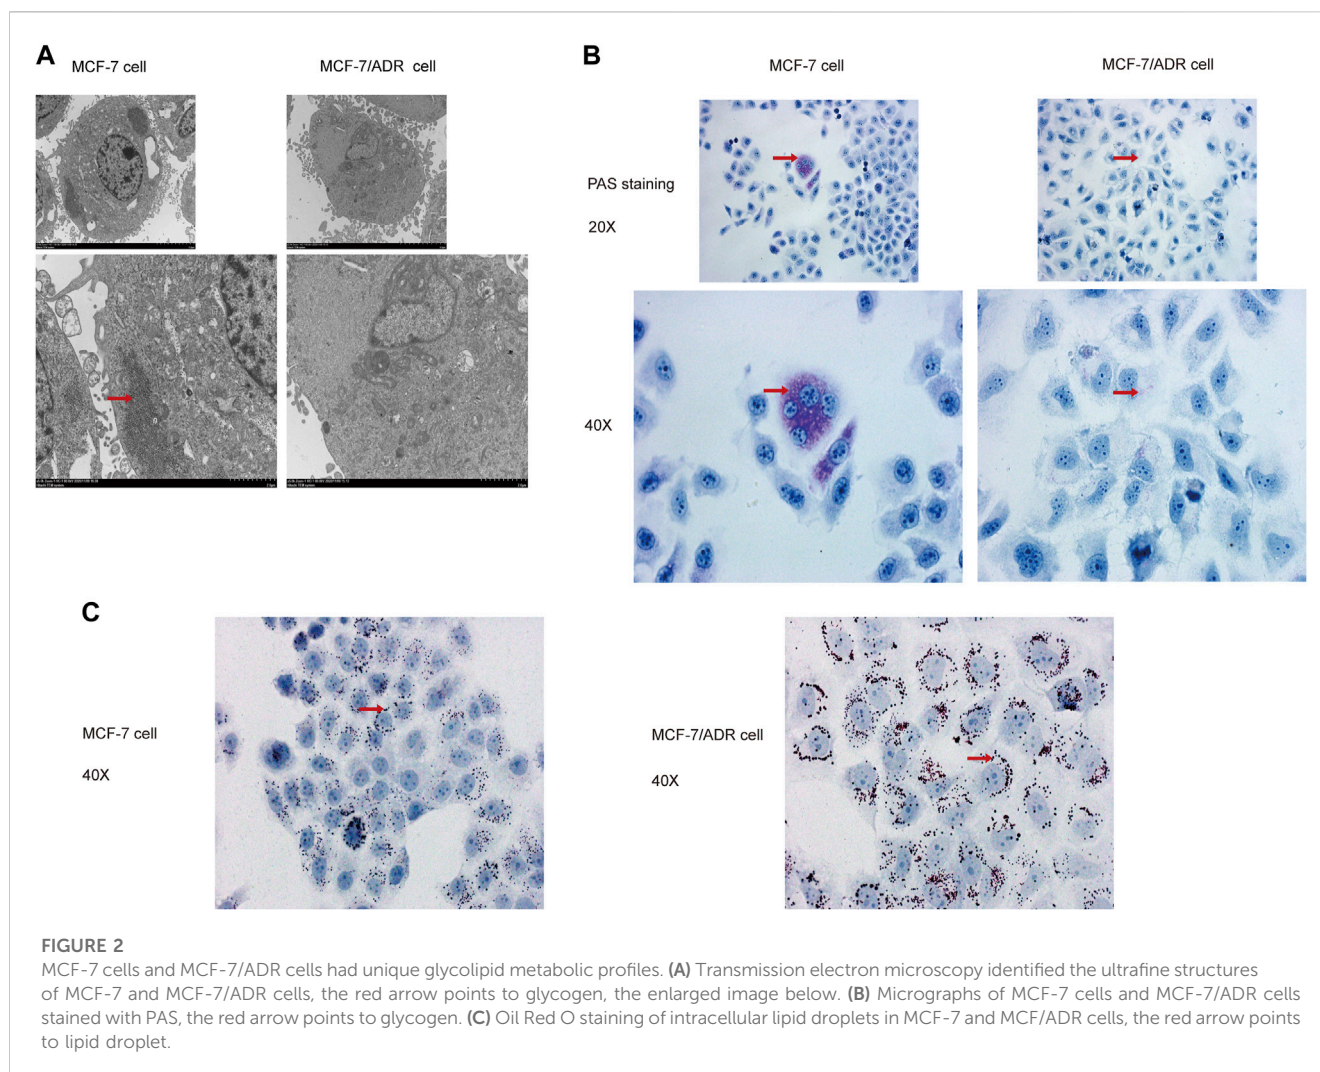 A
MCF-7 cell
MCF-7/ADR cell
B
MCF-7 cell
MCF-7/ADR cell
PAS staining
20X
40X
C
MCF-7 cell
40X
MCF-7/ADR cell
40X
FIGURE 2
MCF-7 cells and MCF-7/ADR cells had unique glycolipid metabolic profiles. (A) Transmission electron microscopy identified the ultrafine structures
of MCF-7 and MCF-7/ADR cells, the red arrow points to glycogen, the enlarged image below. (B) Micrographs of MCF-7 cells and MCF-7/ADR cells
stained with PAS, the red arrow points to glycogen. (C) Oil Red O staining of intracellular lipid droplets in MCF-7 and MCF/ADR cells, the red arrow points
to lipid droplet.